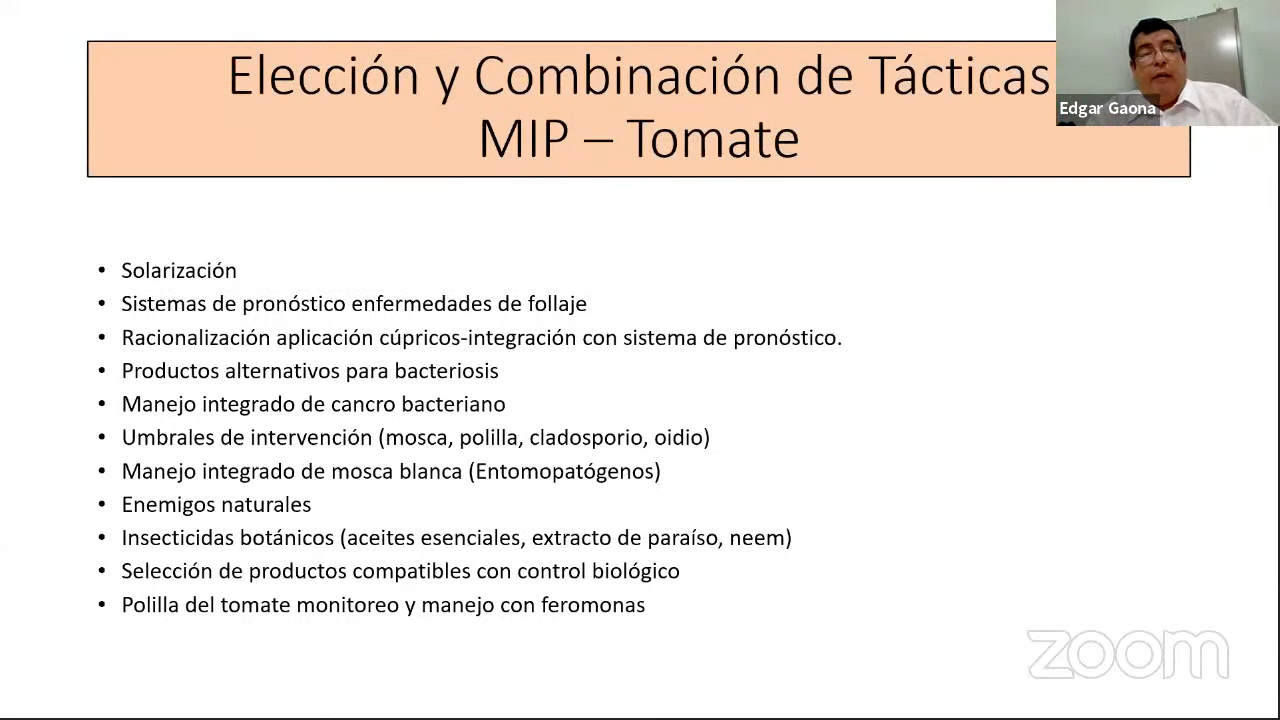 Elección y Combinación de Tácticas
MIP – Tomate
Edgar Gaona
• Solarización
• Sistemas de pronóstico enfermedades de follaje
• Racionalización aplicación cúpricos-integración con sistema de pronóstico.
• Productos alternativos para bacteriosis
• Manejo integrado de cancro bacteriano
• Umbrales de intervención (mosca, polilla, cladosporio, oidio)
• Manejo integrado de mosca blanca (Entomopatógenos)
• Enemigos naturales
• Insecticidas botánicos (aceites esenciales, extracto de paraíso, neem)
• Selección de productos compatibles con control biológico
• Polilla del tomate monitoreo y manejo con feromonas
zoom